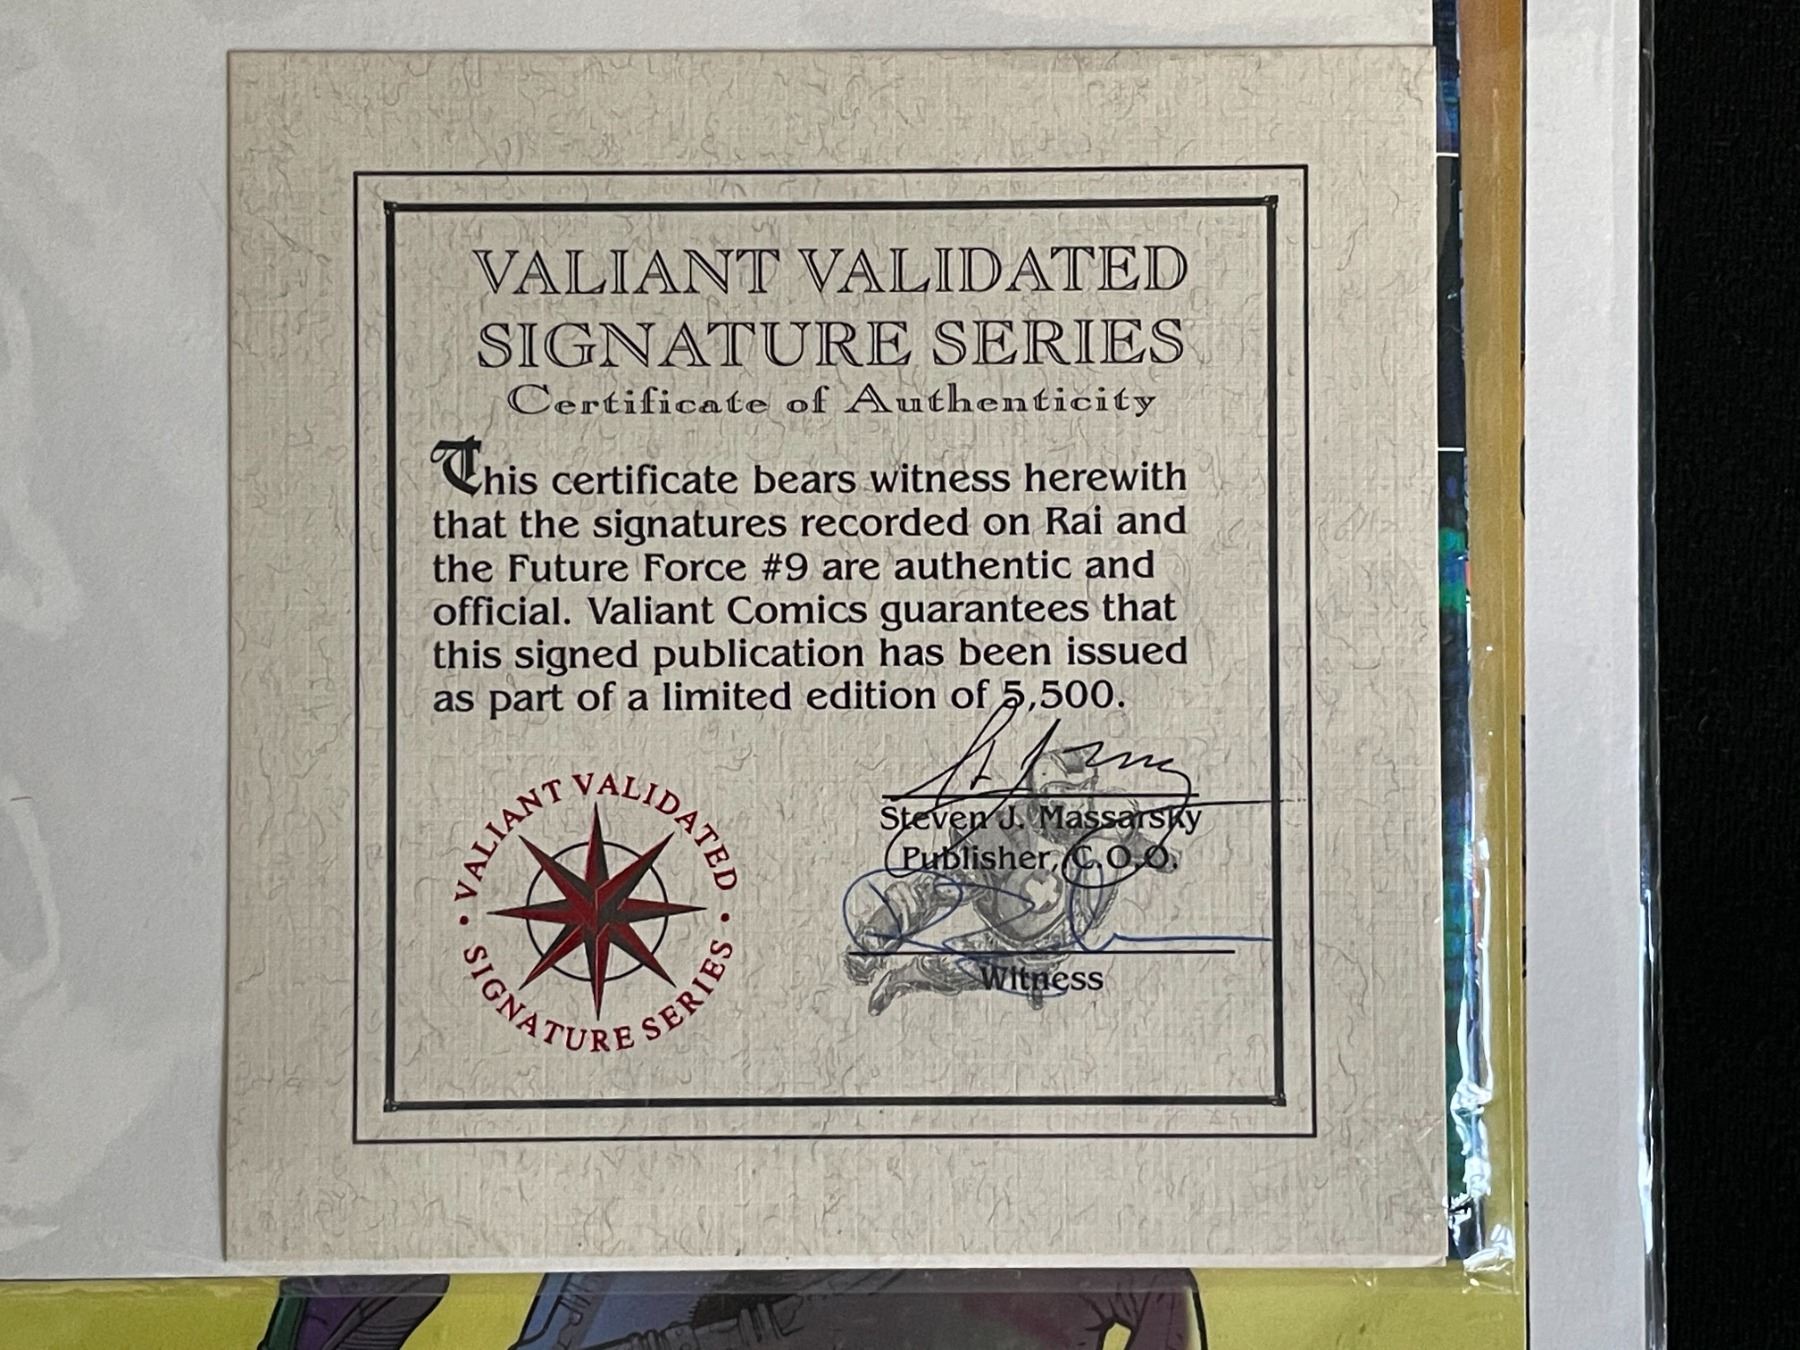 VALIANT VALIDATED
SIGNATURE SERIES
Certificate of Authenticity
This certificate bears witness herewith
that the signatures recorded on Rai and
the Future Force #9 are authentic and
official. Valiant Comics guarantees that
this signed publication has been issued
as part of a limited edition of 5,500.
• VALIANT VALIDATED •
SIGNATURE SERIES
Steven J. Massarsky
Publisher, C.O.O.
Witness